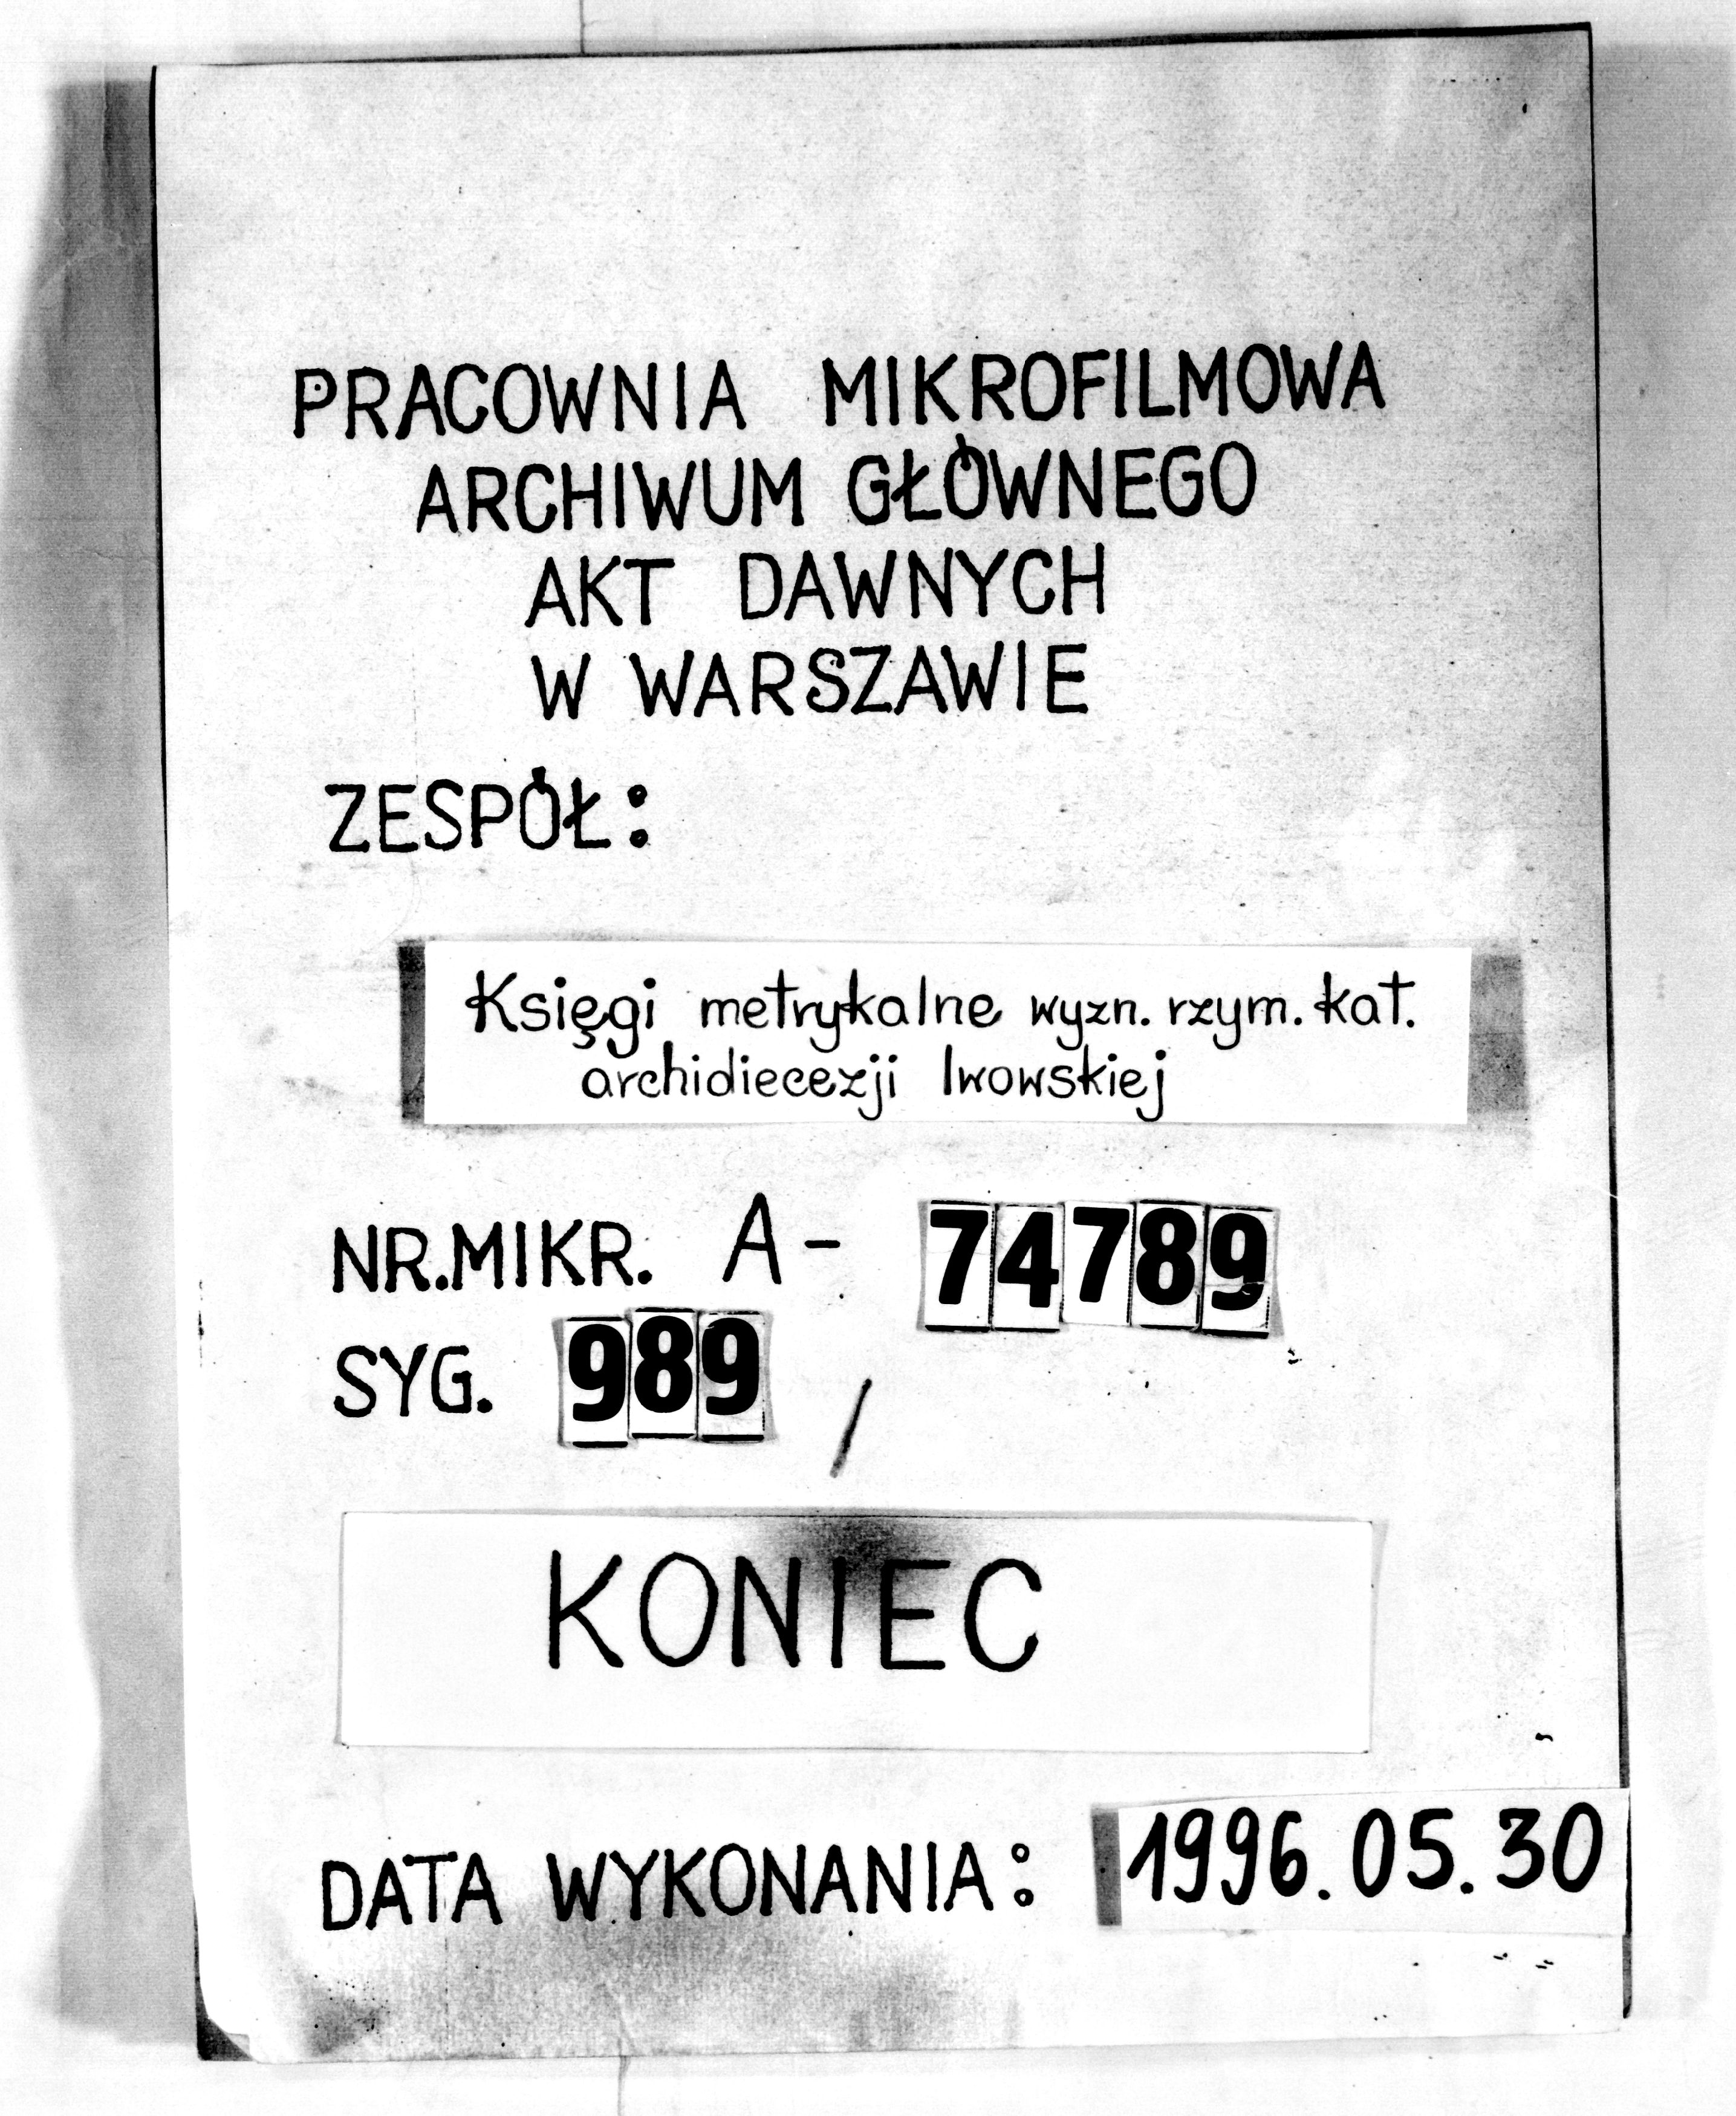 PRACOWNIA MIKROFILMOWA
ARCHIWUM GŁÓWNEGO
AKT DAWNYCH
W WARSZAWIE
ZESPÓŁ:
Księgi metrykalne wyzn. rzym. kat.
archidiecezji lwowskiej
NR.MIKR. A- 74789
SYG. 989 /
KONIEC
DATA WYKONANIA: 1996.05.30